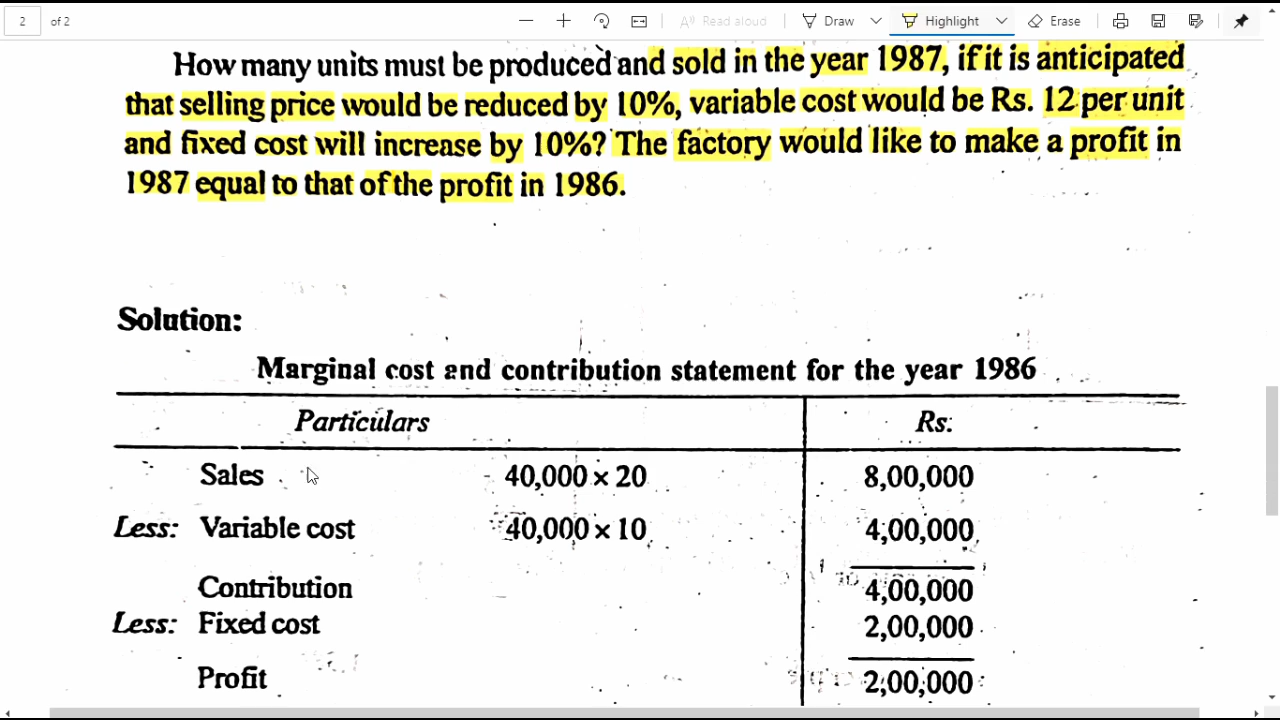 2 of 2 Read aloud Draw Highlight Erase
How many units must be produced and sold in the year 1987, if it is anticipated
that selling price would be reduced by 10%, variable cost would be Rs. 12 per unit
and fixed cost will increase by 10%? The factory would like to make a profit in
1987 equal to that of the profit in 1986.
Solution:
Marginal cost and contribution statement for the year 1986
Particulars Rs.
Sales 40,000 × 20 8,00,000
Less: Variable cost 40,000 × 10 4,00,000
Contribution 4,00,000
Less: Fixed cost 2,00,000
Profit 2,00,000